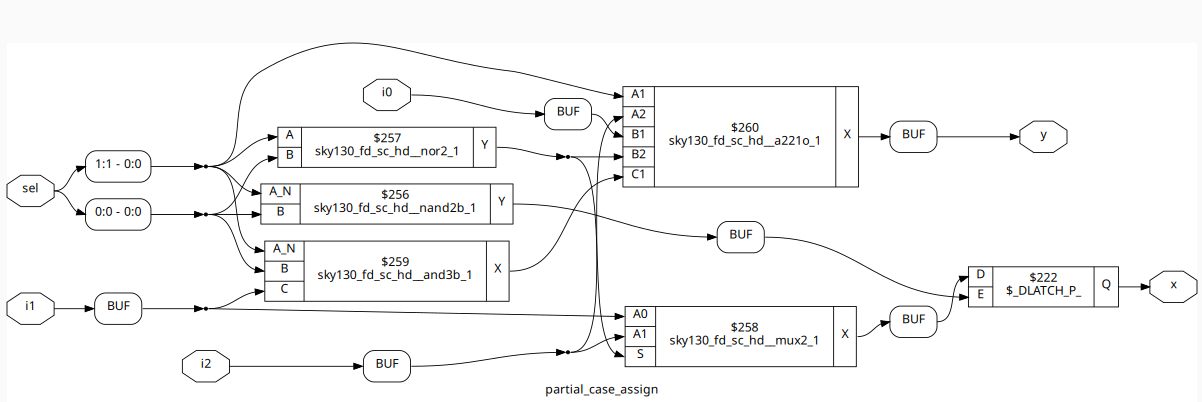 i0
BUF
A1
A2
B1
B2
C1
$260
sky130_fd_sc_hd__a221o_1
X
BUF
y
A
B
$257
sky130_fd_sc_hd__nor2_1
Y
1:1 - 0:0
sel
0:0 - 0:0
A_N
B
$256
sky130_fd_sc_hd__nand2b_1
Y
BUF
A_N
B
C
$259
sky130_fd_sc_hd__and3b_1
X
D
E
$222
$_DLATCH_P_
Q
x
i1
BUF
A0
A1
S
$258
sky130_fd_sc_hd__mux2_1
X
BUF
i2
BUF
partial_case_assign